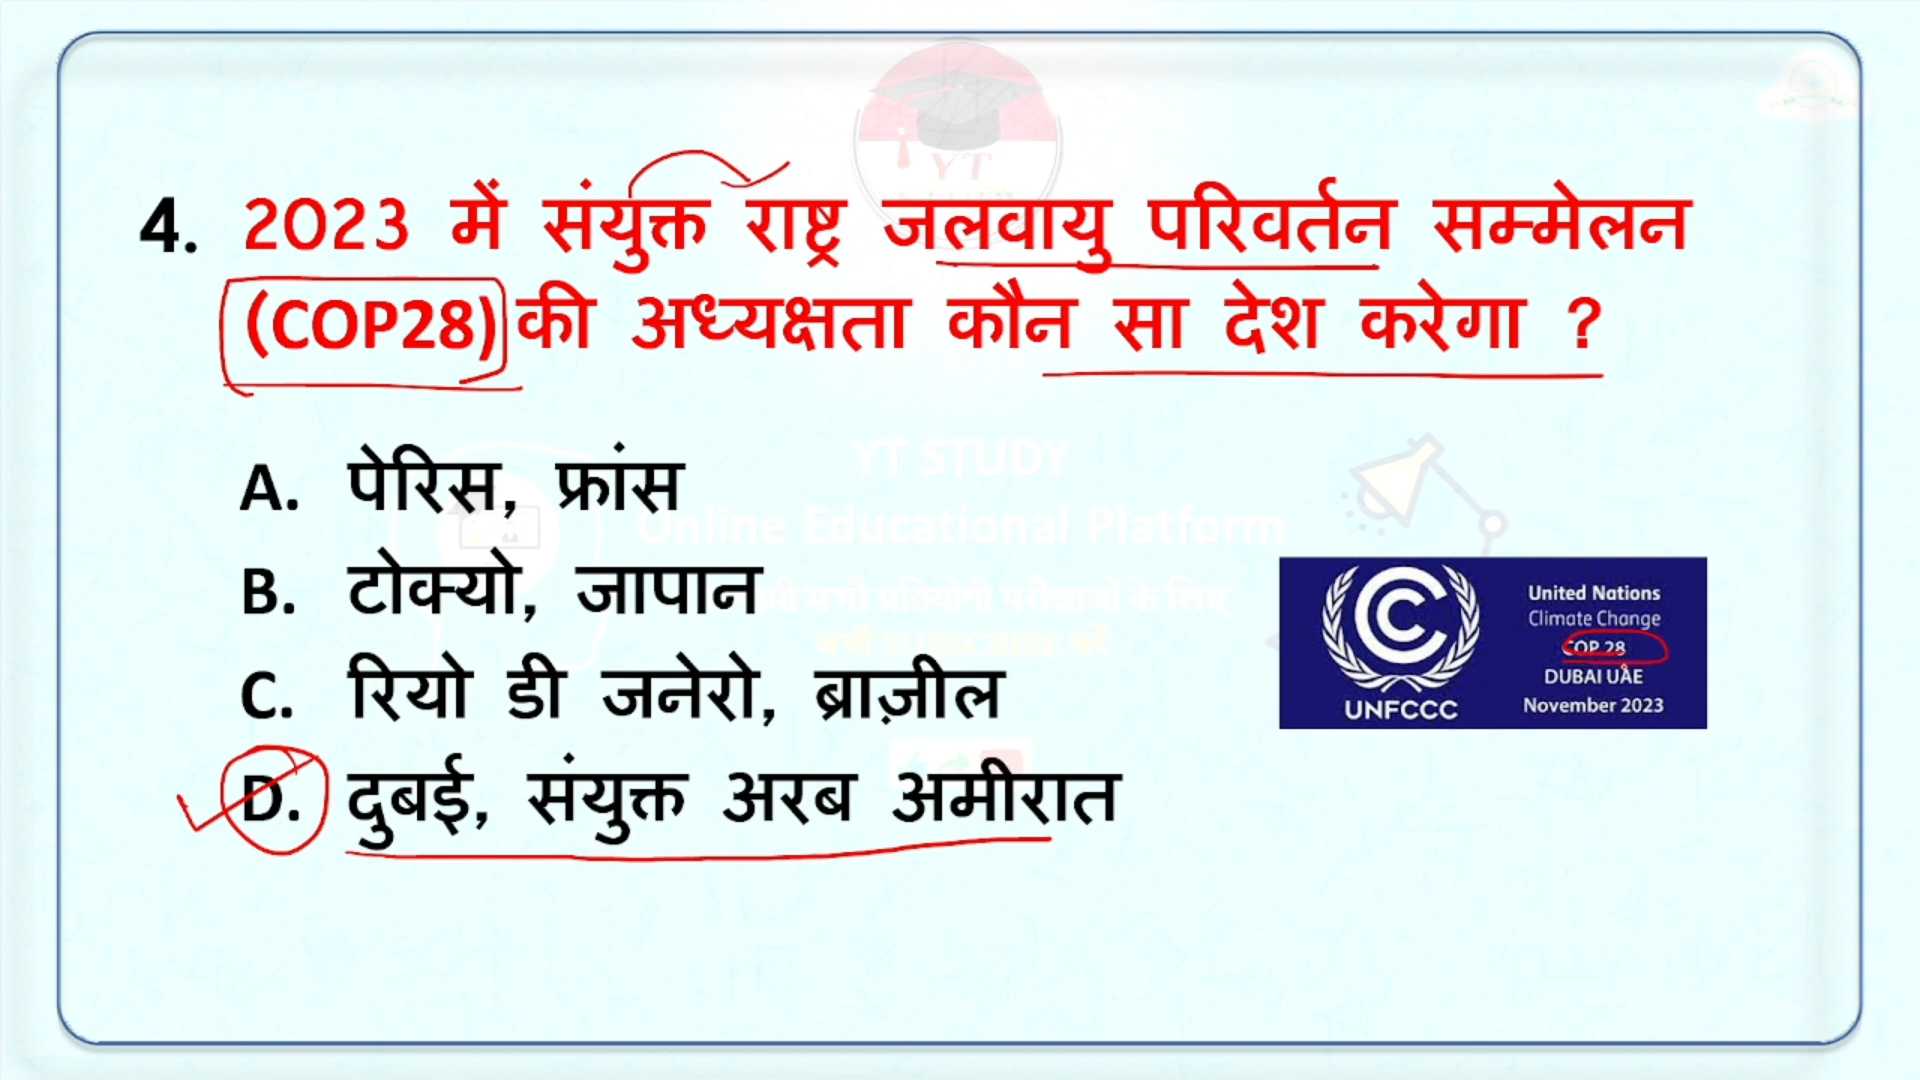 YT
4. 2023 में संयुक्त राष्ट्र जलवायु परिवर्तन सम्मेलन
(COP28) की अध्यक्षता कौन सा देश करेगा ?
YT STUDY
Online Educational Platform
A. पेरिस, फ्रांस
B. टोक्यो, जापान
C. रियो डी जनेरो, ब्राज़ील
D. दुबई, संयुक्त अरब अमीरात
UNFCCC
United Nations
Climate Change
COP 28
DUBAI UAE
November 2023